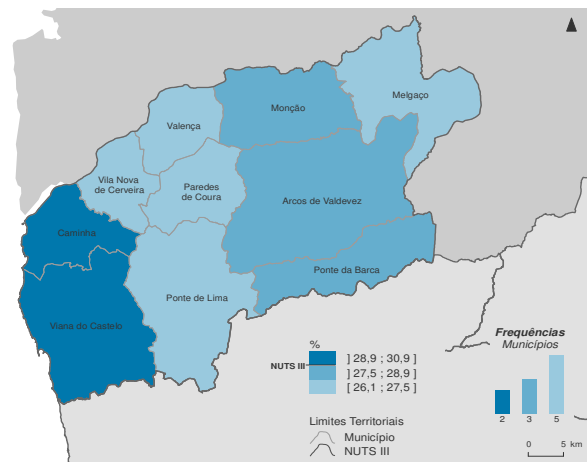 Melgaço
Monção
Valença
Vila Nova
de Cerveira
Paredes
de Coura
Arcos de Valdevez
Caminha
Ponte da Barca
Ponte de Lima
Viana do Castelo
%
NUTS III
] 28,9 ; 30,9 ]
] 27,5 ; 28,9 ]
[ 26,1 ; 27,5 ]
Limites Territoriais
Município
NUTS III
Frequências
Municípios
2 3 5
0 5 km